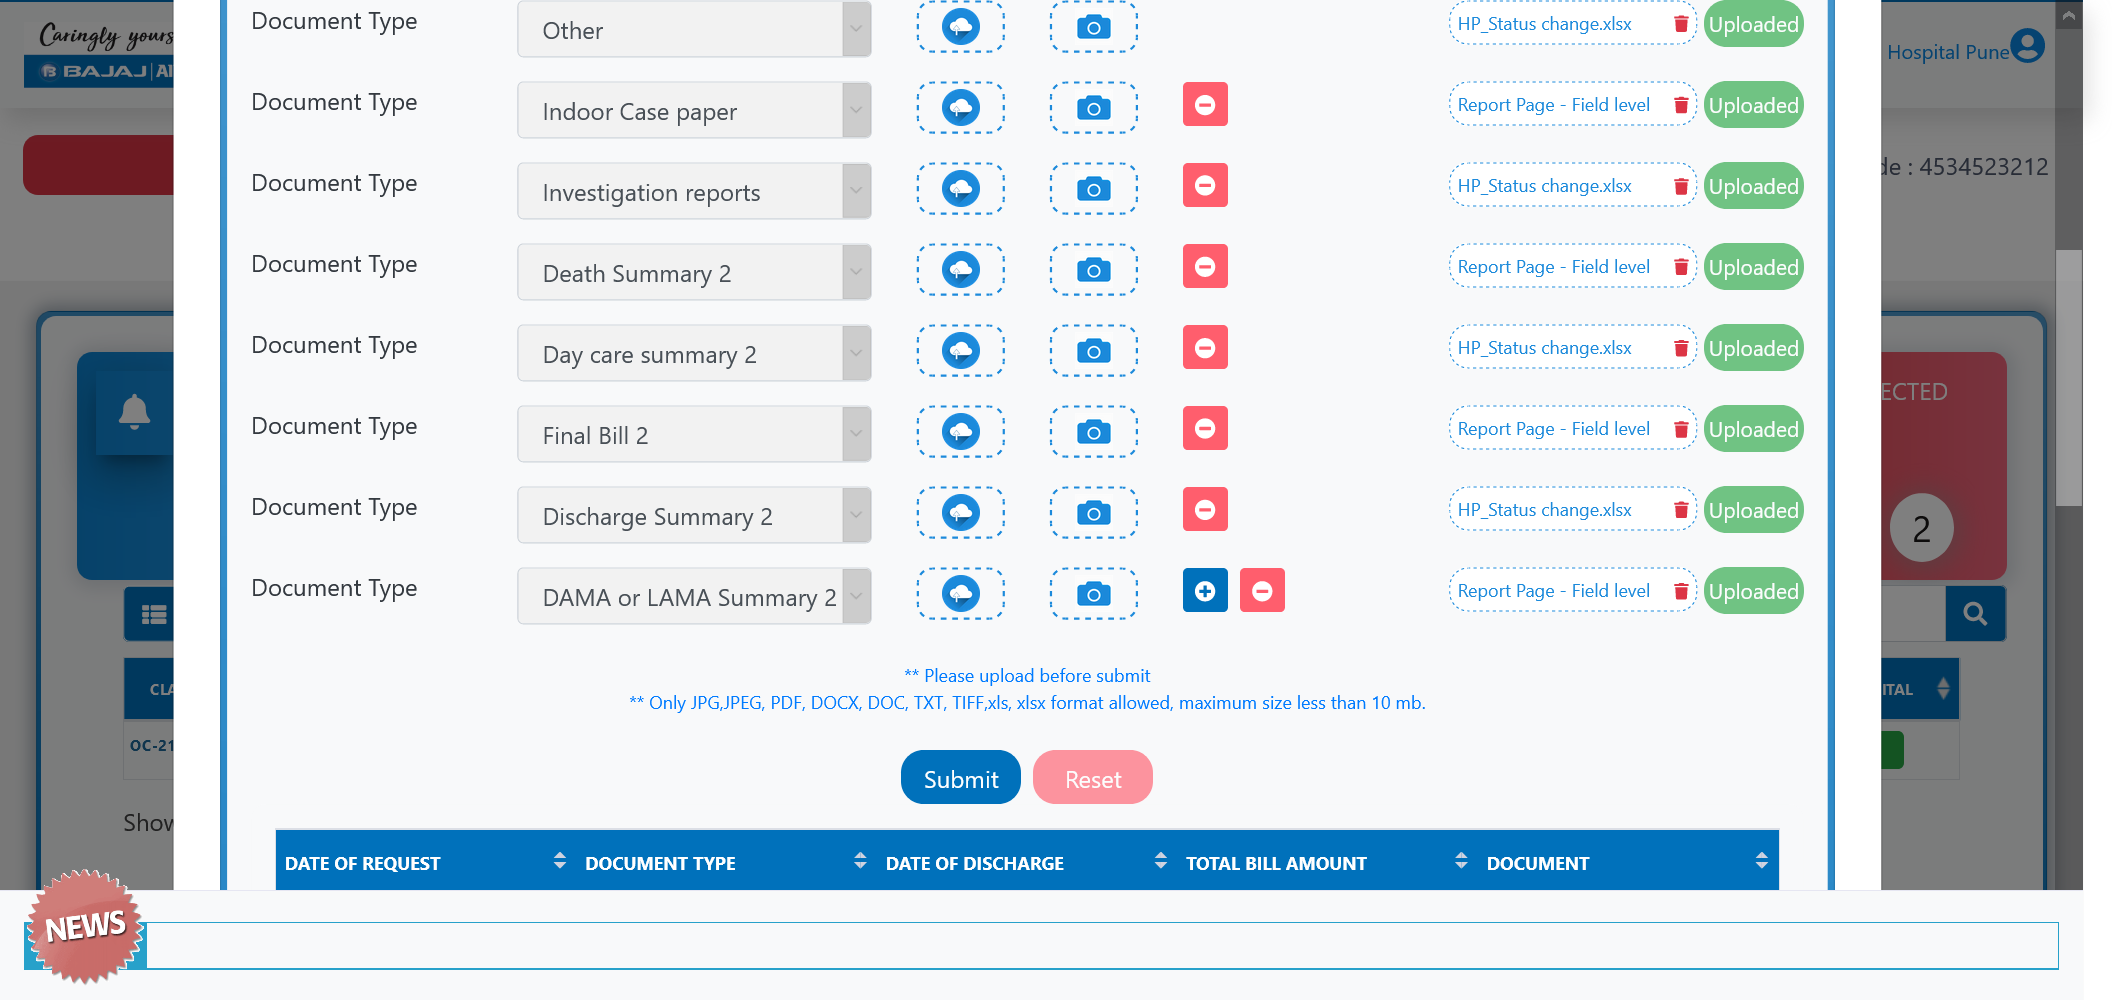 Caringly yours
BAJAJ | Al
Hospital Pune
de : 4534523212
Document Type Other HP_Status change.xlsx Uploaded
Document Type Indoor Case paper Report Page - Field level Uploaded
Document Type Investigation reports HP_Status change.xlsx Uploaded
Document Type Death Summary 2 Report Page - Field level Uploaded
Document Type Day care summary 2 HP_Status change.xlsx Uploaded
ECTED
Document Type Final Bill 2 Report Page - Field level Uploaded
Document Type Discharge Summary 2 HP_Status change.xlsx Uploaded
2
Document Type DAMA or LAMA Summary 2 Report Page - Field level Uploaded
** Please upload before submit
CLA
ITAL
** Only JPG,JPEG, PDF, DOCX, DOC, TXT, TIFF,xls, xlsx format allowed, maximum size less than 10 mb.
OC-21
Submit Reset
Show
DATE OF REQUEST DOCUMENT TYPE DATE OF DISCHARGE TOTAL BILL AMOUNT DOCUMENT
NEWS